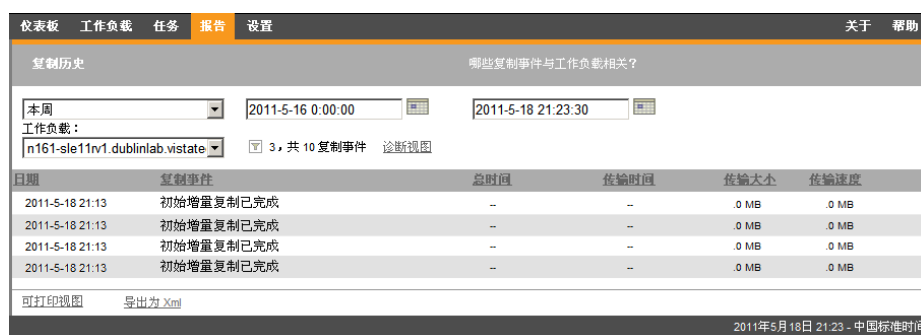 仪表板 工作负载 任务 报告 设置 关于 帮助
复制历史 哪些复制事件与工作负载相关？
本周 2011-5-16 0:00:00 2011-5-18 21:23:30
工作负载：
n161-sle11rv1.dublinlab.vistate 3，共 10 复制事件 诊断视图
日期 复制事件 总时间 传输时间 传输大小 传输速度
2011-5-18 21:13 初始增量复制已完成 -- -- .0 MB .0 MB
2011-5-18 21:13 初始增量复制已完成 -- -- .0 MB .0 MB
2011-5-18 21:13 初始增量复制已完成 -- -- .0 MB .0 MB
2011-5-18 21:13 初始增量复制已完成 -- -- .0 MB .0 MB
可打印视图 导出为 Xml
2011年5月18日 21:23 - 中国标准时间